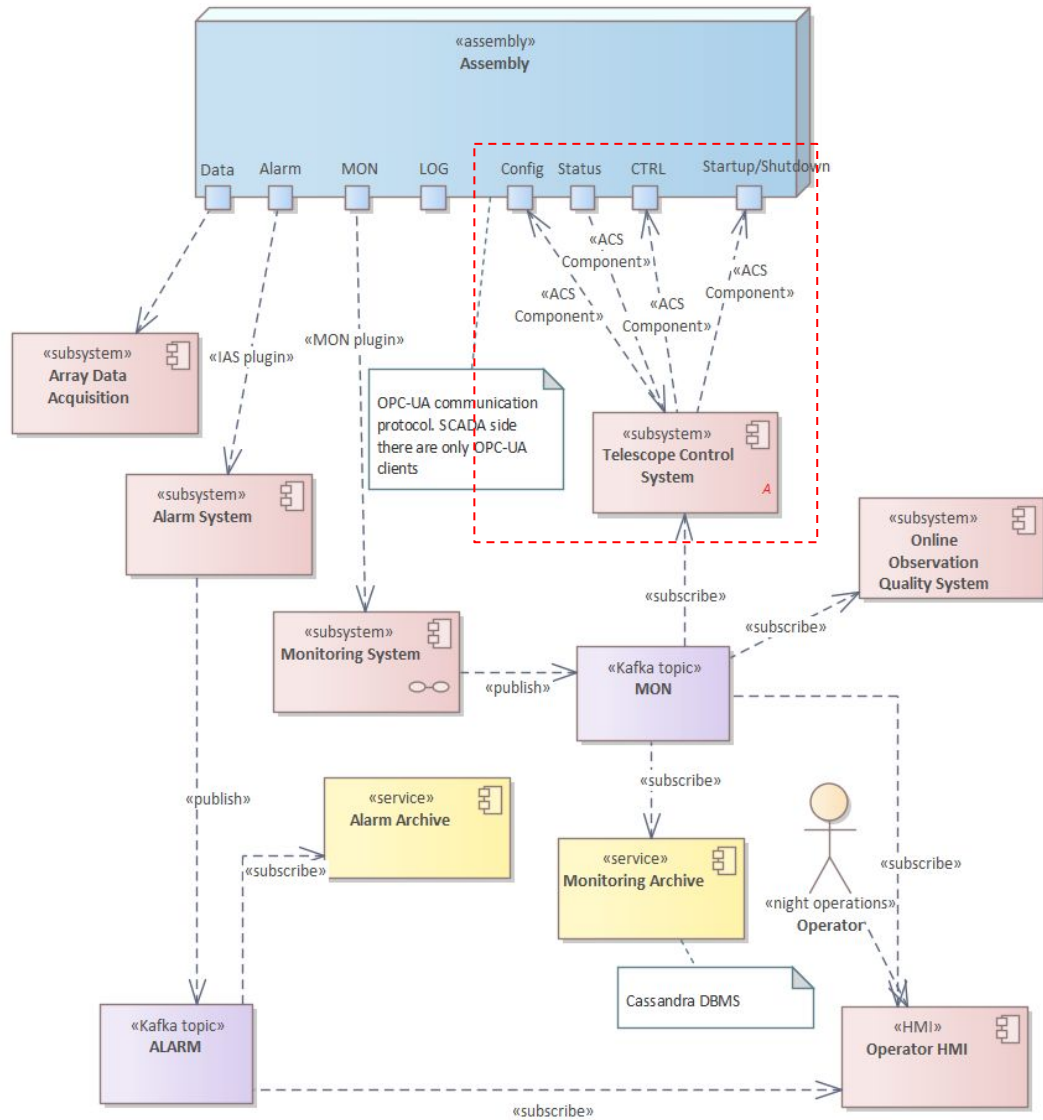 «assembly»
Assembly
Data
Alarm
MON
LOG
Config
Status
CTRL
Startup/Shutdown
«ACS
Component»
«ACS
Component»
«ACS
Component»
«ACS
Component»
«IAS plugin»
«MON plugin»
«subsystem»
Array Data
Acquisition
OPC-UA communication
protocol. SCADA side
there are only OPC-UA
clients
«subsystem»
Telescope Control
System
A
«subsystem»
Alarm System
«subsystem»
Online
Observation
Quality System
«subscribe»
«subscribe»
«subsystem»
Monitoring System
«publish»
«Kafka topic»
MON
«subscribe»
«publish»
«service»
Alarm Archive
«subscribe»
«service»
Monitoring Archive
«subscribe»
«night operations»
Operator
Cassandra DBMS
«Kafka topic»
ALARM
«HMI»
Operator HMI
«subscribe»